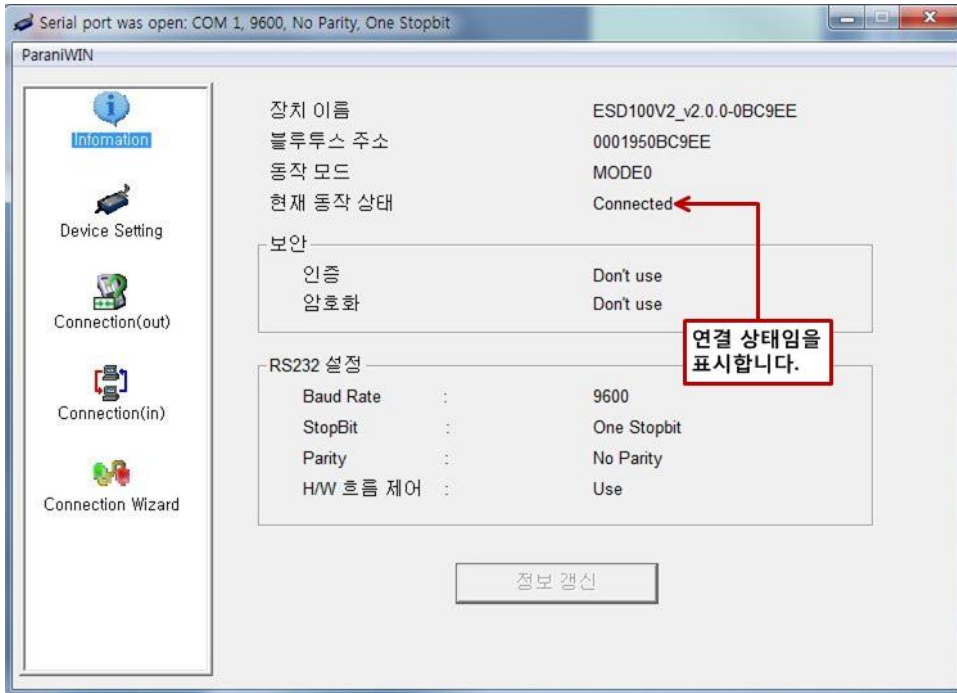 Serial port was open: COM 1, 9600, No Parity, One Stopbit
ParaniWIN
Infomation
Device Setting
Connection(out)
Connection(in)
Connection Wizard
장치 이름 ESD100V2_v2.0.0-0BC9EE
블루투스 주소 0001950BC9EE
동작 모드 MODE0
현재 동작 상태 Connected
보안
인증 Don't use
암호화 Don't use
연결 상태임을
표시합니다.
RS232 설정
Baud Rate : 9600
StopBit : One Stopbit
Parity : No Parity
H/W 흐름 제어 : Use
정보 갱신